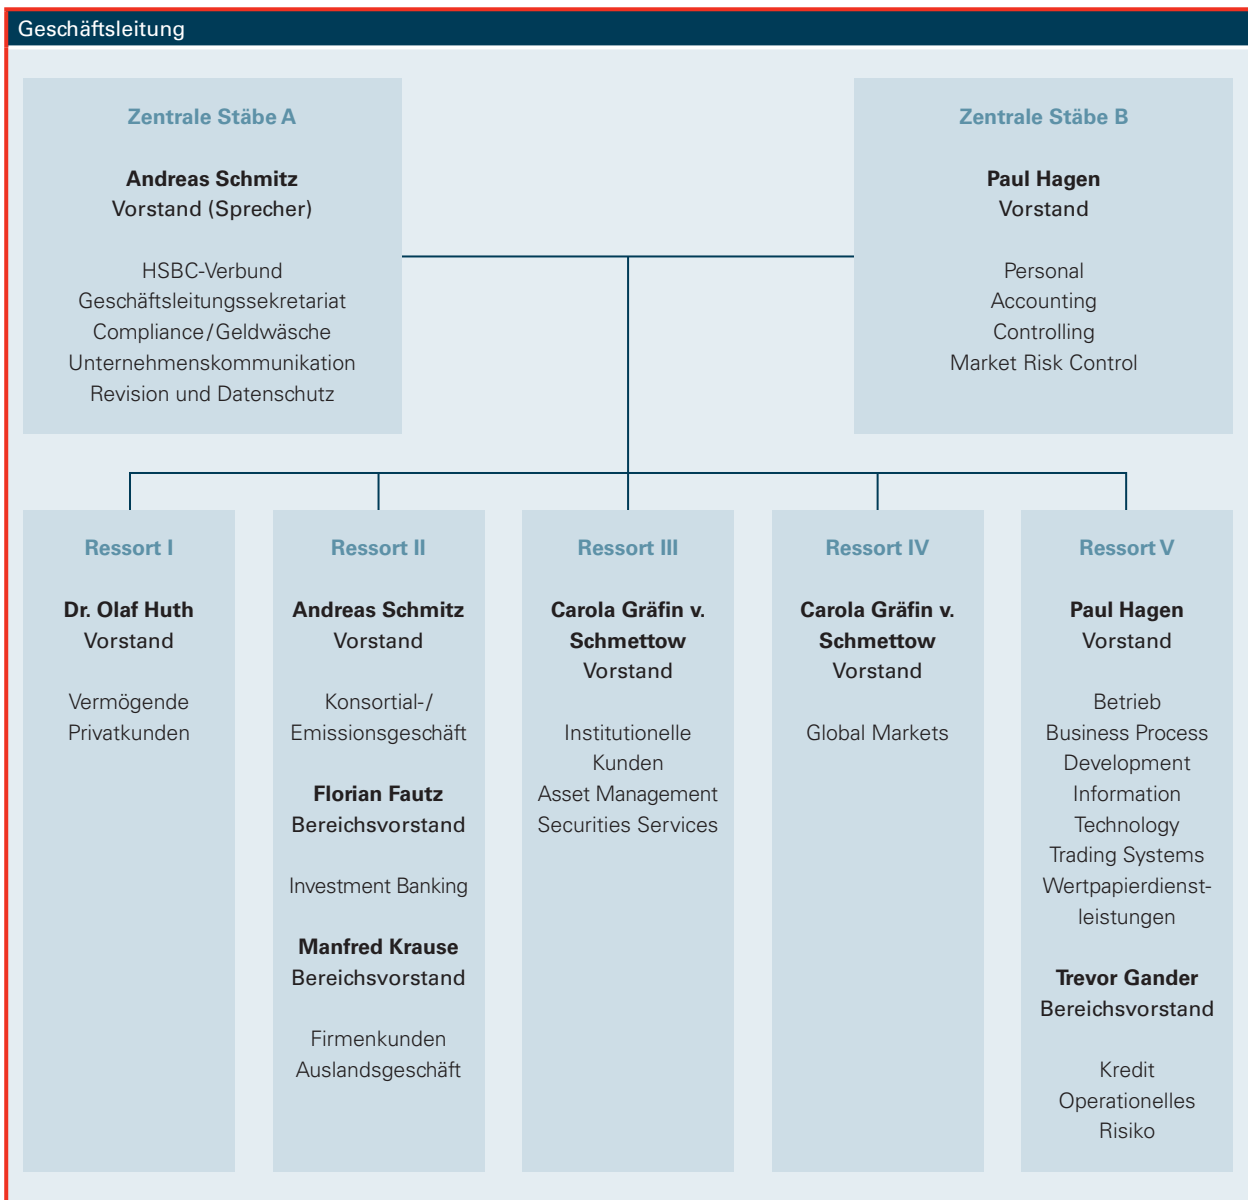 Geschäftsleitung
Zentrale Stäbe A
Andreas Schmitz
Vorstand (Sprecher)
HSBC-Verbund
Geschäftsleitungssekretariat
Compliance/Geldwäsche
Unternehmenskommunikation
Revision und Datenschutz
Zentrale Stäbe B
Paul Hagen
Vorstand
Personal
Accounting
Controlling
Market Risk Control
Ressort I
Dr. Olaf Huth
Vorstand
Vermögende
Privatkunden
Ressort II
Andreas Schmitz
Vorstand
Konsortial-/
Emissionsgeschäft
Florian Fautz
Bereichsvorstand
Investment Banking
Manfred Krause
Bereichsvorstand
Firmenkunden
Auslandsgeschäft
Ressort III
Carola Gräfin v.
Schmettow
Vorstand
Institutionelle
Kunden
Asset Management
Securities Services
Ressort IV
Carola Gräfin v.
Schmettow
Vorstand
Global Markets
Ressort V
Paul Hagen
Vorstand
Betrieb
Business Process
Development
Information
Technology
Trading Systems
Wertpapierdienst-
leistungen
Trevor Gander
Bereichsvorstand
Kredit
Operationelles
Risiko